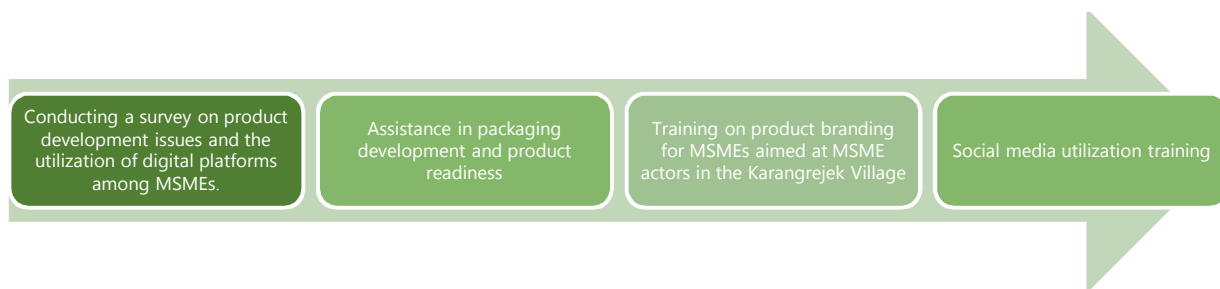 Conducting a survey on product
development issues and the
utilization of digital platforms
among MSMEs.
Assistance in packaging
development and product
readiness
Training on product branding
for MSMEs aimed at MSME
actors in the Karangrejek Village
Social media utilization training